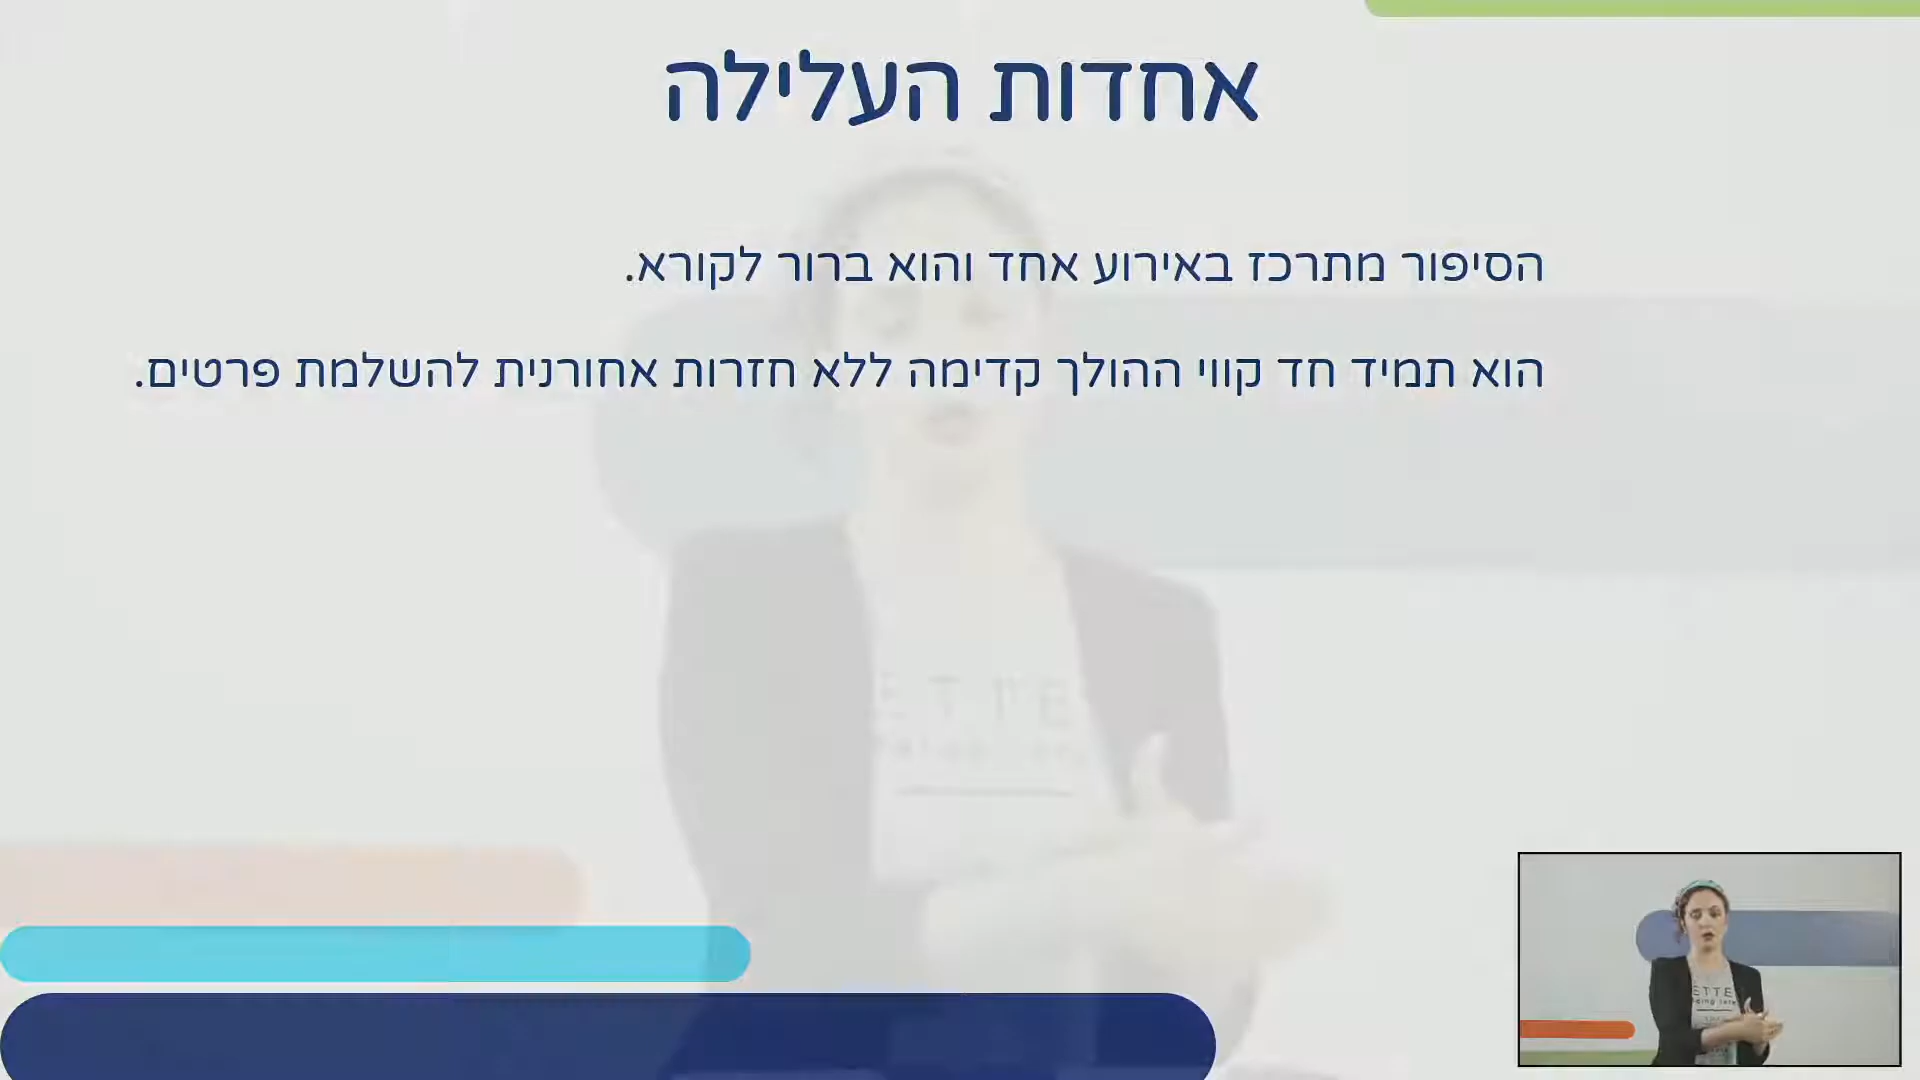 אחדות העלילה
הסיפור מתרכז באירוע אחד והוא ברור לקורא.
הוא תמיד חד קווי ההולך קדימה ללא חזרות אחורנית להשלמת פרטים.
ETTE